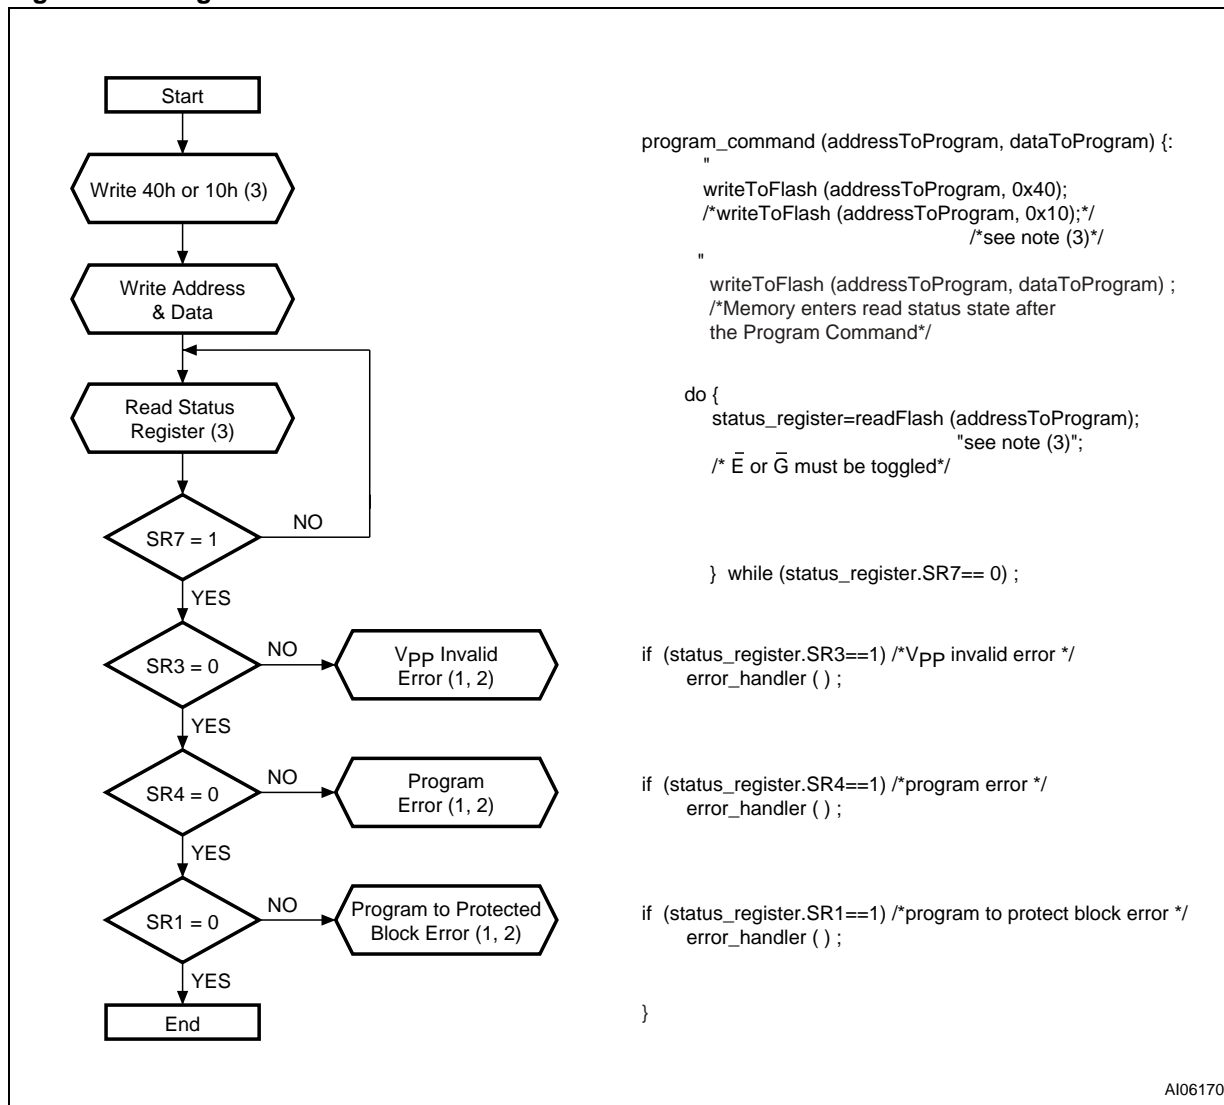 Start
Write 40h or 10h (3)
Write Address
& Data
Read Status
Register (3)
SR7 = 1
NO
YES
SR3 = 0
NO
VPP Invalid
Error (1, 2)
YES
SR4 = 0
NO
Program
Error (1, 2)
YES
SR1 = 0
NO
Program to Protected
Block Error (1, 2)
YES
End
program_command (addressToProgram, dataToProgram) {:
"
writeToFlash (addressToProgram, 0x40);
/*writeToFlash (addressToProgram, 0x10);*/
/*see note (3)*/
"
writeToFlash (addressToProgram, dataToProgram) ;
/*Memory enters read status state after
the Program Command*/
do {
status_register=readFlash (addressToProgram);
"see note (3)";
/* E̅ or G̅ must be toggled*/
} while (status_register.SR7== 0) ;
if (status_register.SR3==1) /*VPP invalid error */
error_handler ( ) ;
if (status_register.SR4==1) /*program error */
error_handler ( ) ;
if (status_register.SR1==1) /*program to protect block error */
error_handler ( ) ;
}
AI06170